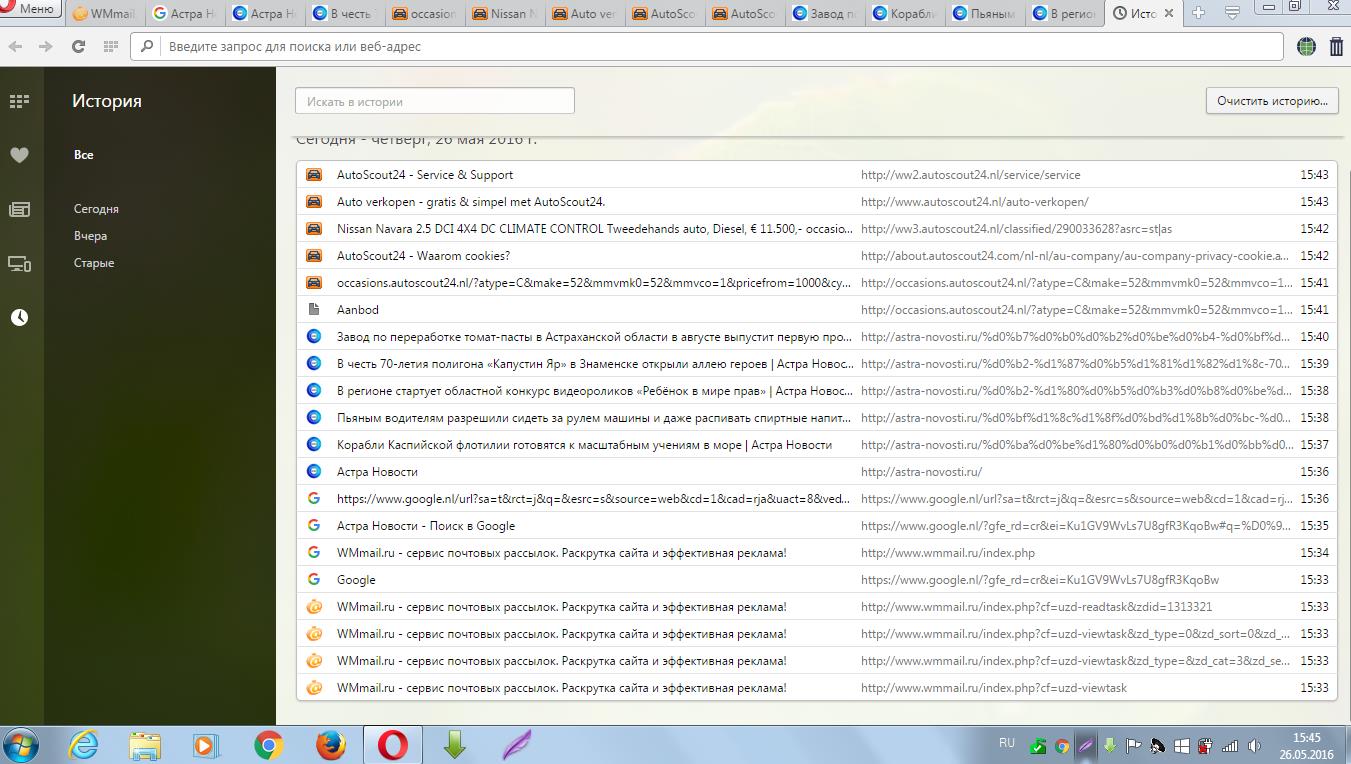 Меню WMmail. Астра Н Астра Н В честь occasion Nissan N Auto ver AutoSco AutoSco Завод по Корабли Пьяным В регион Исто
Введите запрос для поиска или веб-адрес
История
Искать в истории
Очистить историю...
Сегодня - четверг, 26 мая 2016 г.
Все
Сегодня
Вчера
Старые
AutoScout24 - Service & Support http://ww2.autoscout24.nl/service/service 15:43
Auto verkopen - gratis & simpel met AutoScout24. http://www.autoscout24.nl/auto-verkopen/ 15:43
Nissan Navara 2.5 DCI 4X4 DC CLIMATE CONTROL Tweedehands auto, Diesel, € 11.500,- occasio... http://ww3.autoscout24.nl/classified/290033628?asrc=st|as 15:42
AutoScout24 - Waarom cookies? http://about.autoscout24.com/nl-nl/au-company/au-company-privacy-cookie.a... 15:42
occasions.autoscout24.nl/?atype=C&make=52&mmvmk0=52&mmvco=1&pricefrom=1000&cy... http://occasions.autoscout24.nl/?atype=C&make=52&mmvmk0=52&mmvco=1... 15:41
Aanbod http://occasions.autoscout24.nl/?atype=C&make=52&mmvmk0=52&mmvco=1... 15:41
Завод по переработке томат-пасты в Астраханской области в августе выпустит первую про... http://astra-novosti.ru/%d0%b7%d0%b0%d0%b2%d0%be%d0%b4-%d0%bf%d... 15:40
В честь 70-летия полигона «Капустин Яр» в Знаменске открыли аллею героев | Астра Новос... http://astra-novosti.ru/%d0%b2-%d1%87%d0%b5%d1%81%d1%82%d1%8c-70... 15:39
В регионе стартует областной конкурс видеороликов «Ребёнок в мире прав» | Астра Новос... http://astra-novosti.ru/%d0%b2-%d1%80%d0%b5%d0%b3%d0%b8%d0%be%d... 15:38
Пьяным водителям разрешили сидеть за рулем машины и даже распивать спиртные напит... http://astra-novosti.ru/%d0%bf%d1%8c%d1%8f%d0%bd%d1%8b%d0%bc-%d0... 15:38
Корабли Каспийской флотилии готовятся к масштабным учениям в море | Астра Новости http://astra-novosti.ru/%d0%ba%d0%be%d1%80%d0%b0%d0%b1%d0%bb%d0... 15:37
Астра Новости http://astra-novosti.ru/ 15:36
https://www.google.nl/url?sa=t&rct=j&q=&esrc=s&source=web&cd=1&cad=rja&uact=8&ved... https://www.google.nl/url?sa=t&rct=j&q=&esrc=s&source=web&cd=1&cad=rj... 15:36
Астра Новости - Поиск в Google https://www.google.nl/?gfe_rd=cr&ei=Ku1GV9WvLs7U8gfR3KqoBw#q=%D0%9... 15:35
WMmail.ru - сервис почтовых рассылок. Раскрутка сайта и эффективная реклама! http://www.wmmail.ru/index.php 15:34
Google https://www.google.nl/?gfe_rd=cr&ei=Ku1GV9WvLs7U8gfR3KqoBw 15:33
WMmail.ru - сервис почтовых рассылок. Раскрутка сайта и эффективная реклама! http://www.wmmail.ru/index.php?cf=uzd-readtask&zdid=1313321 15:33
WMmail.ru - сервис почтовых рассылок. Раскрутка сайта и эффективная реклама! http://www.wmmail.ru/index.php?cf=uzd-viewtask&zd_type=0&zd_sort=0&zd_... 15:33
WMmail.ru - сервис почтовых рассылок. Раскрутка сайта и эффективная реклама! http://www.wmmail.ru/index.php?cf=uzd-viewtask&zd_type=&zd_cat=3&zd_se... 15:33
WMmail.ru - сервис почтовых рассылок. Раскрутка сайта и эффективная реклама! http://www.wmmail.ru/index.php?cf=uzd-viewtask 15:33
RU 15:45
26.05.2016